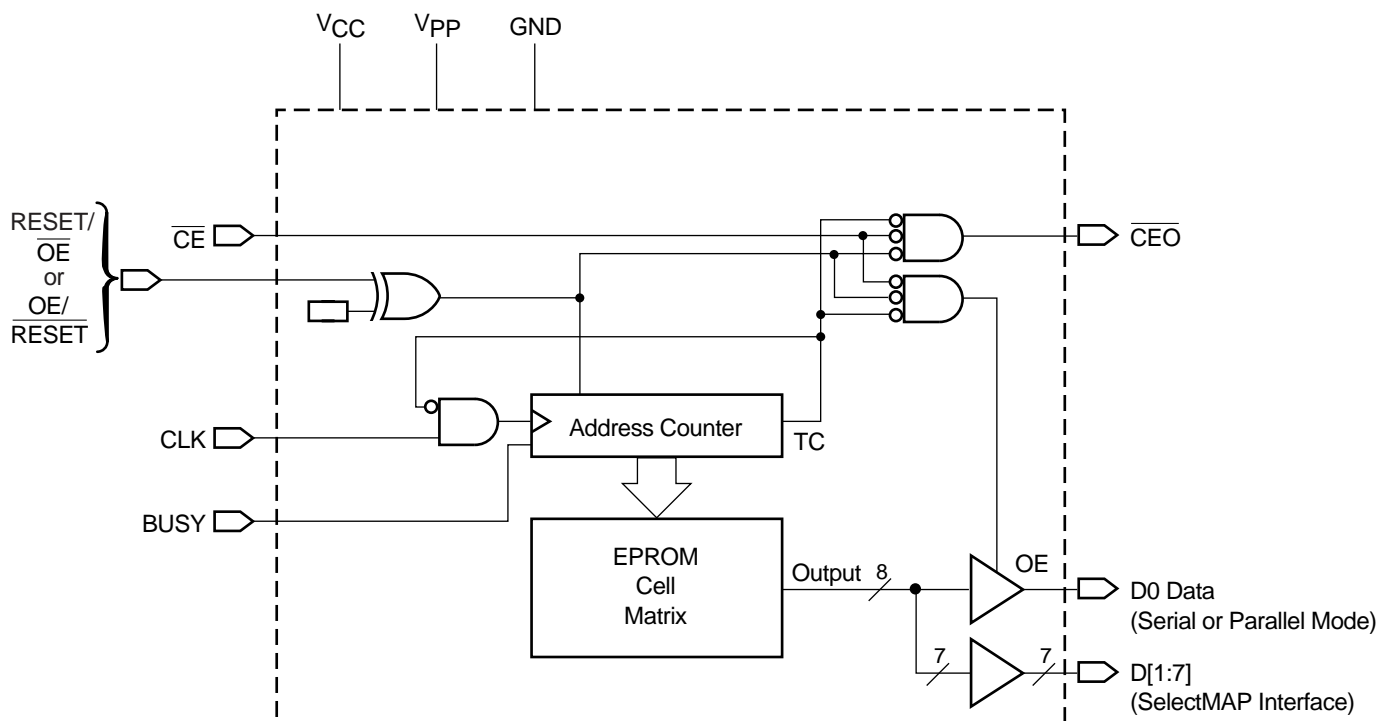 VCC
VPP
GND
RESET/
OE
or
OE/
RESET
CE
CEO
CLK
Address Counter
TC
BUSY
EPROM
Cell
Matrix
Output
8
OE
D0 Data
(Serial or Parallel Mode)
7
7
D[1:7]
(SelectMAP Interface)